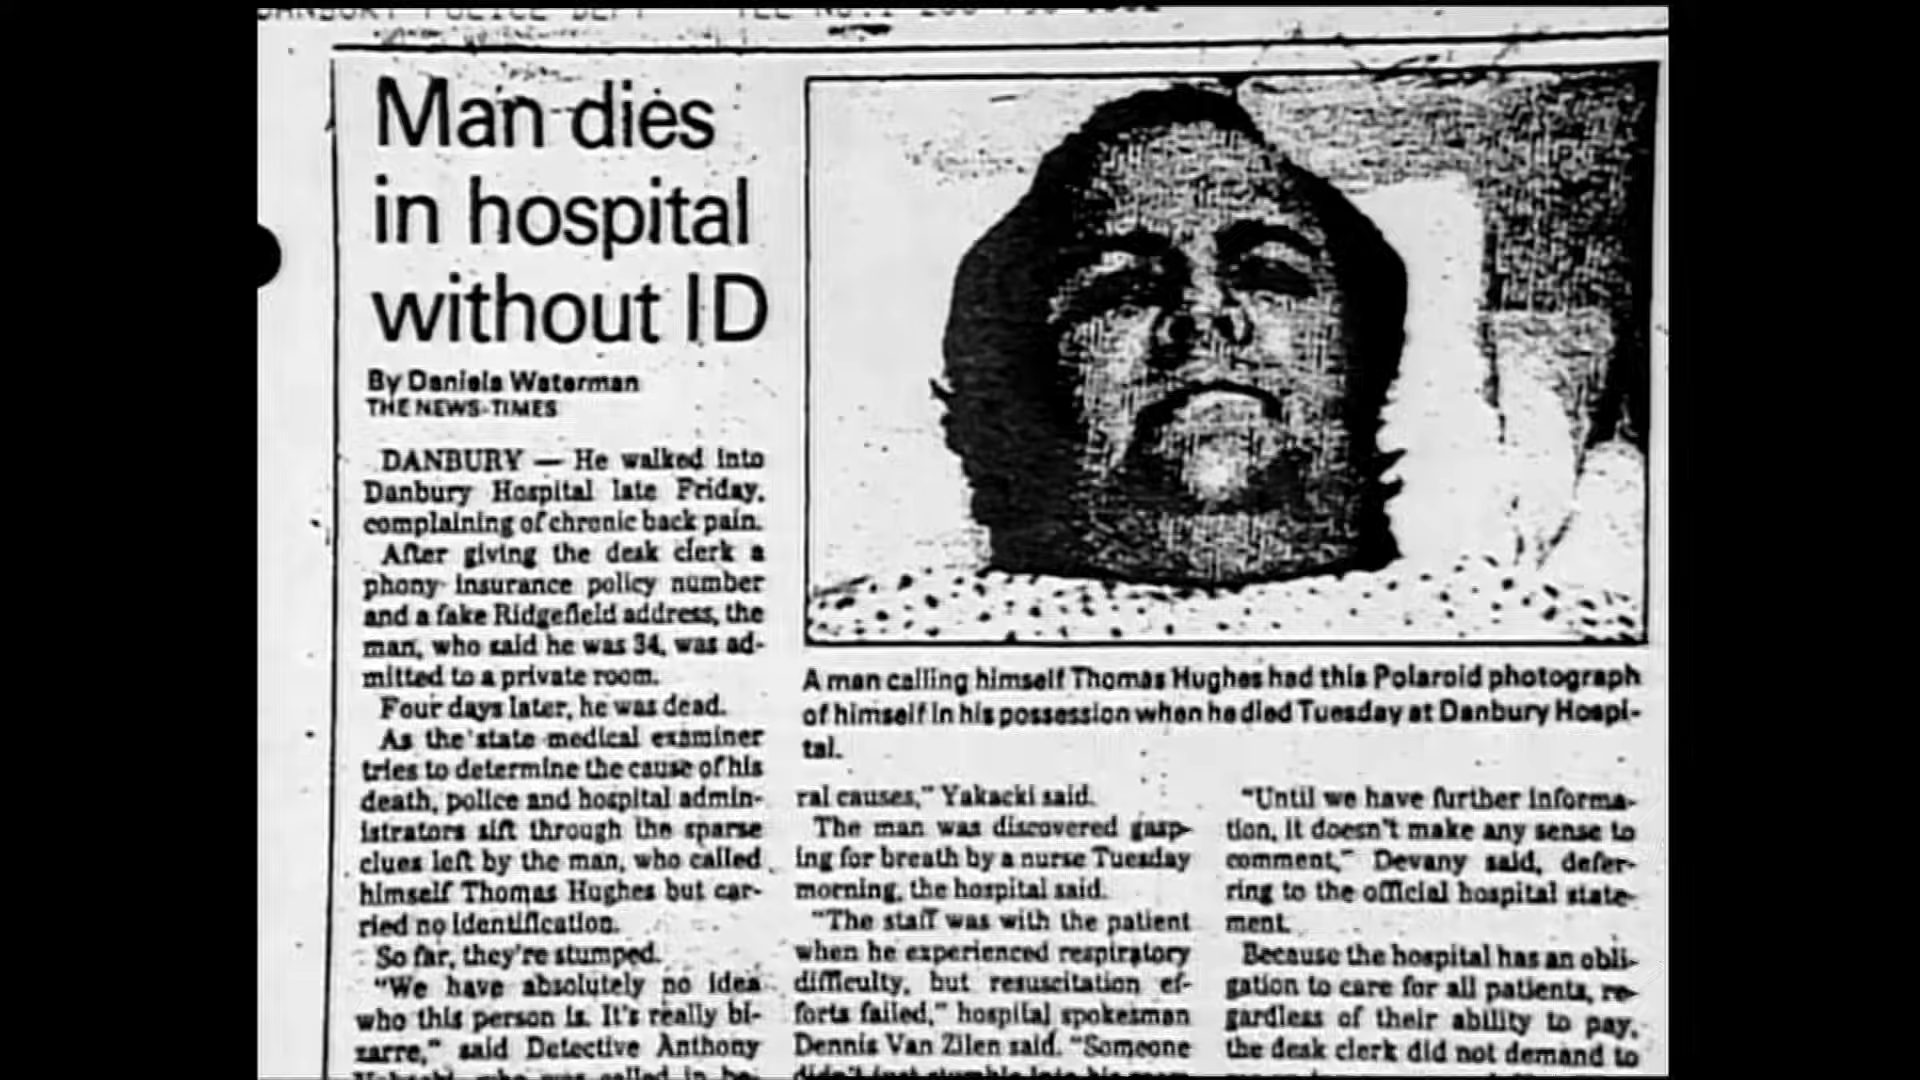 DANBURY POLICE DEPT TEL NO.1
Man dies
in hospital
without ID
By Daniela Waterman
THE NEWS-TIMES
DANBURY — He walked into
Danbury Hospital late Friday,
complaining of chronic back pain.
After giving the desk clerk a
phony insurance policy number
and a fake Ridgefield address, the
man, who said he was 34, was ad-
mitted to a private room.
Four days later, he was dead.
As the state medical examiner
tries to determine the cause of his
death, police and hospital admin-
istrators sift through the sparse
clues left by the man, who called
himself Thomas Hughes but car-
ried no identification.
So far, they're stumped.
"We have absolutely no idea
who this person is. It's really bi-
zarre," said Detective Anthony
A man calling himself Thomas Hughes had this Polaroid photograph
of himself in his possession when he died Tuesday at Danbury Hospi-
tal.
ral causes," Yakacki said.
The man was discovered gasp-
ing for breath by a nurse Tuesday
morning, the hospital said.
"The staff was with the patient
when he experienced respiratory
difficulty, but resuscitation ef-
forts failed," hospital spokesman
Dennis Van Zilen said. "Someone
"Until we have further informa-
tion, it doesn't make any sense to
comment," Devany said, defer-
ring to the official hospital state-
ment.
Because the hospital has an obli-
gation to care for all patients, re-
gardless of their ability to pay,
the desk clerk did not demand to